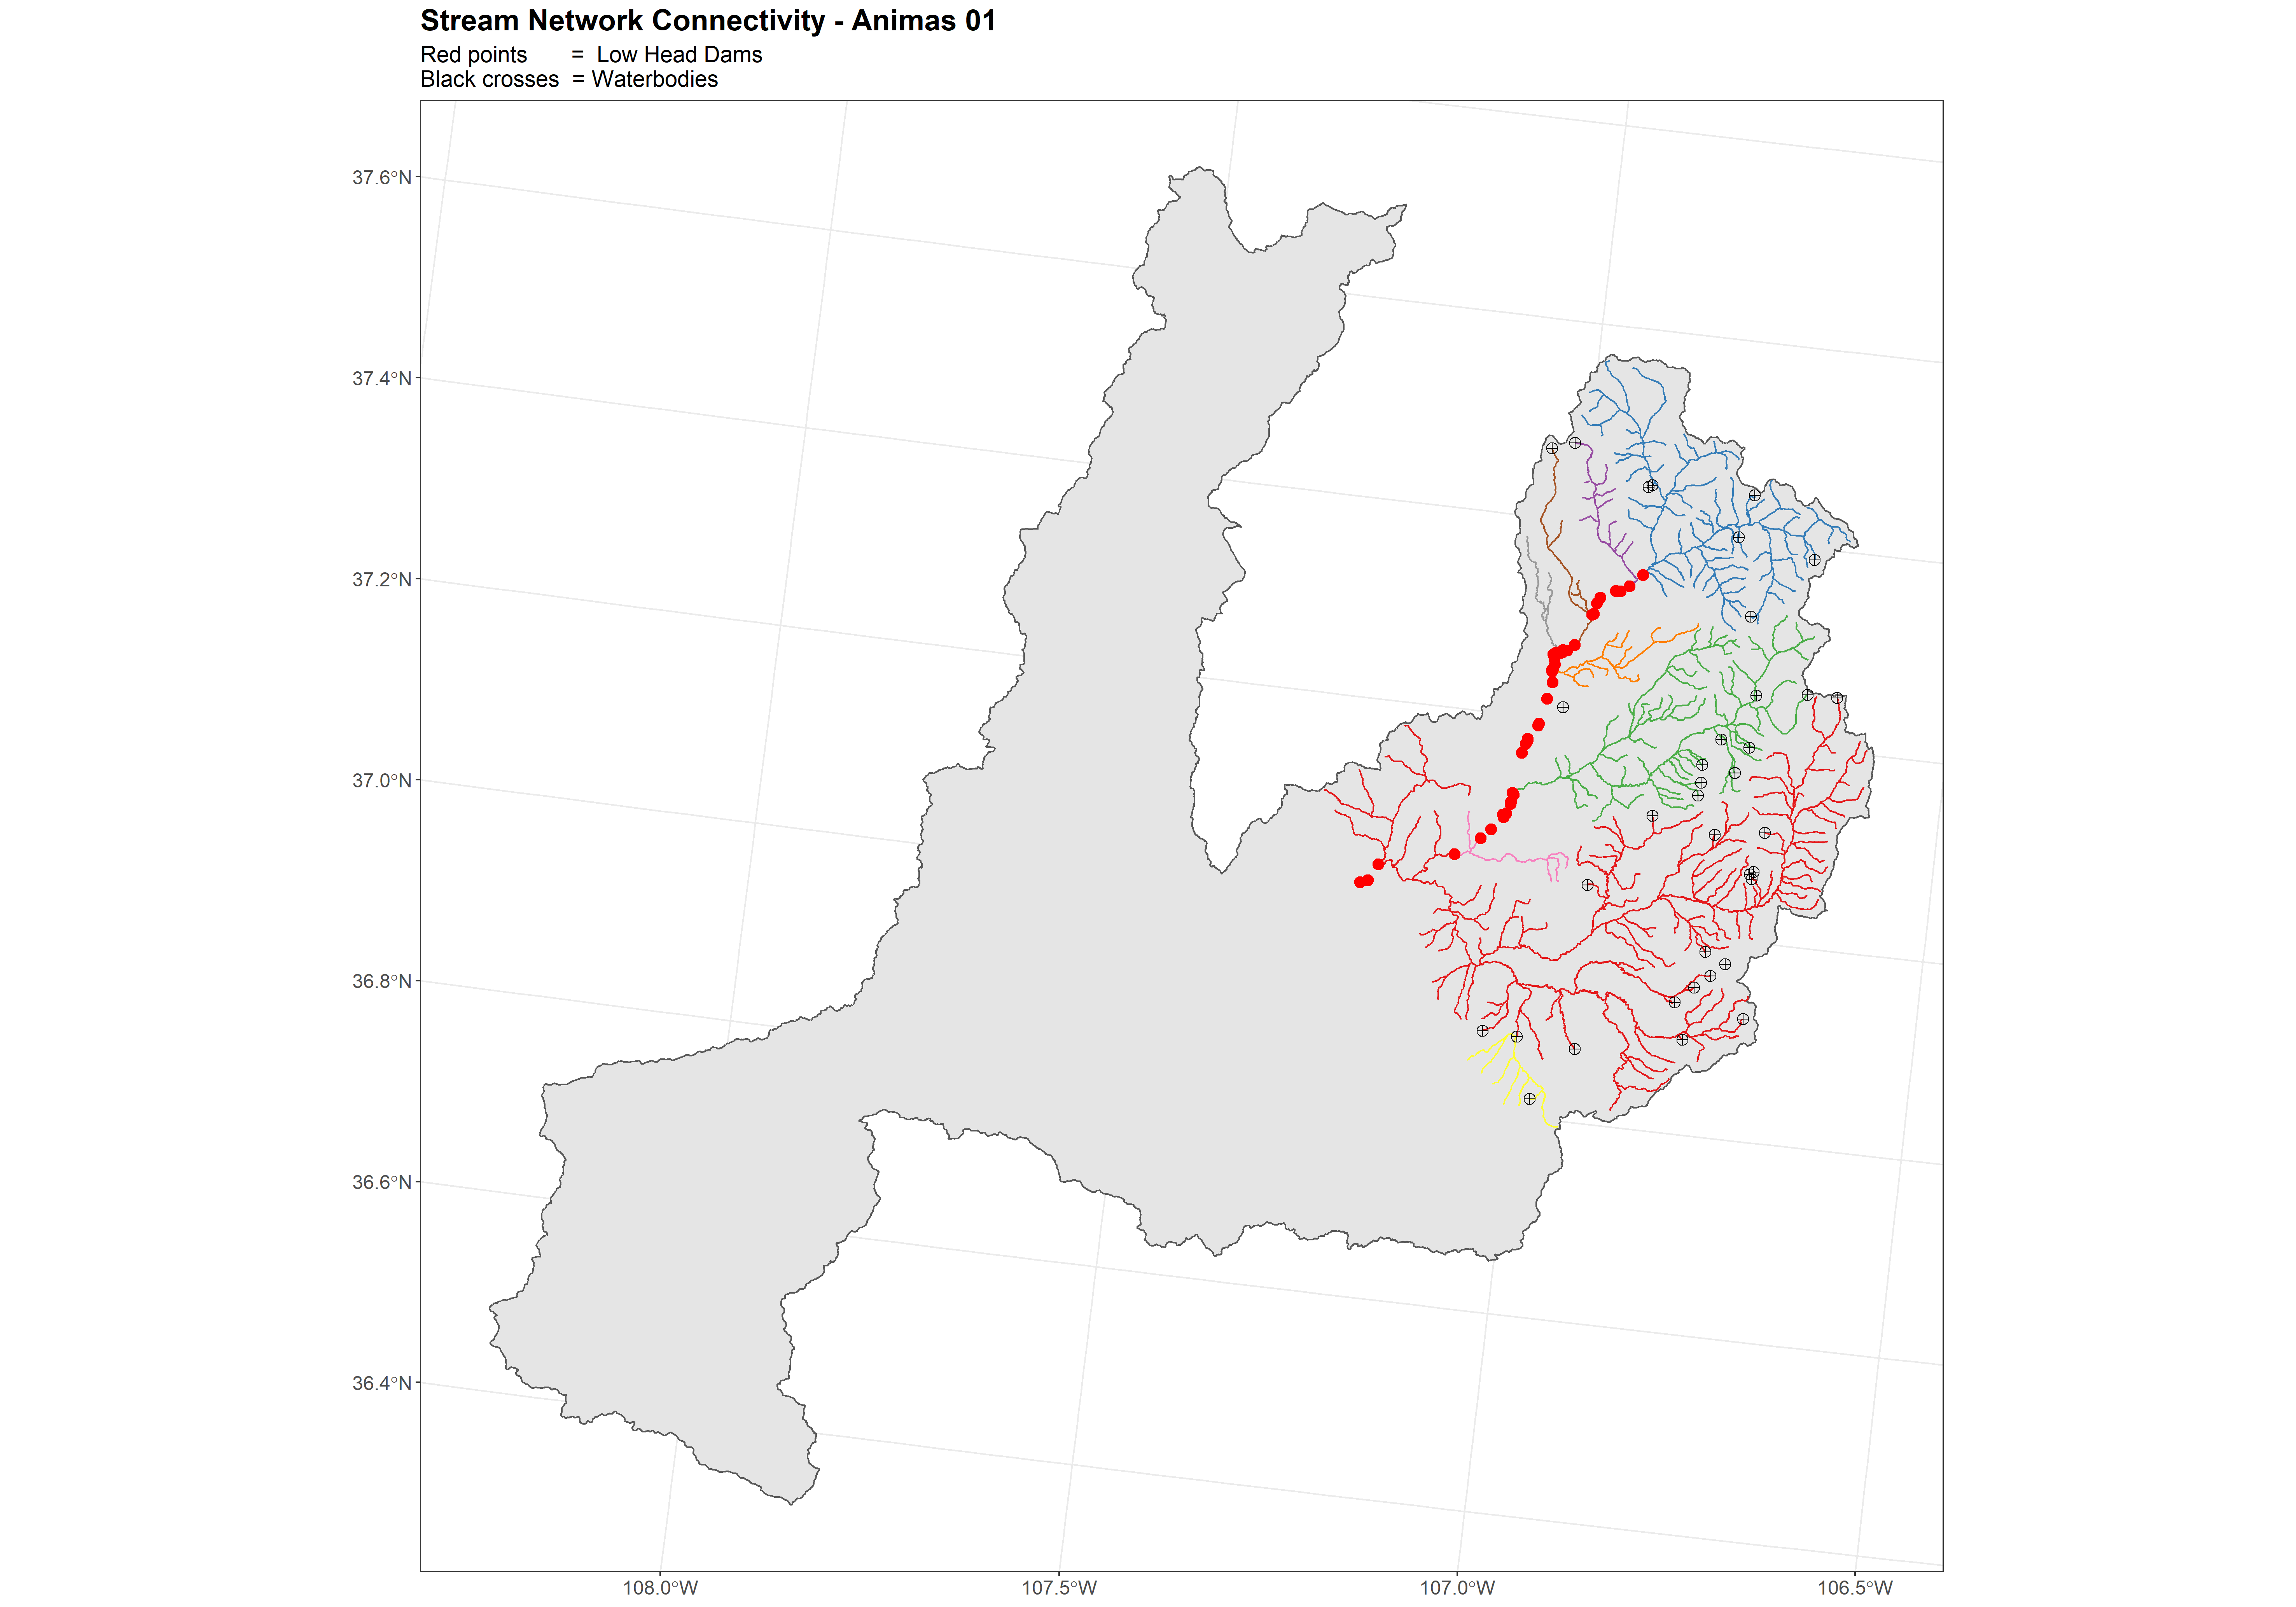 Stream Network Connectivity - Animas 01
Red points = Low Head Dams
Black crosses = Waterbodies
37.6°N
37.4°N
37.2°N
37.0°N
36.8°N
36.6°N
36.4°N
108.0°W 107.5°W 107.0°W 106.5°W